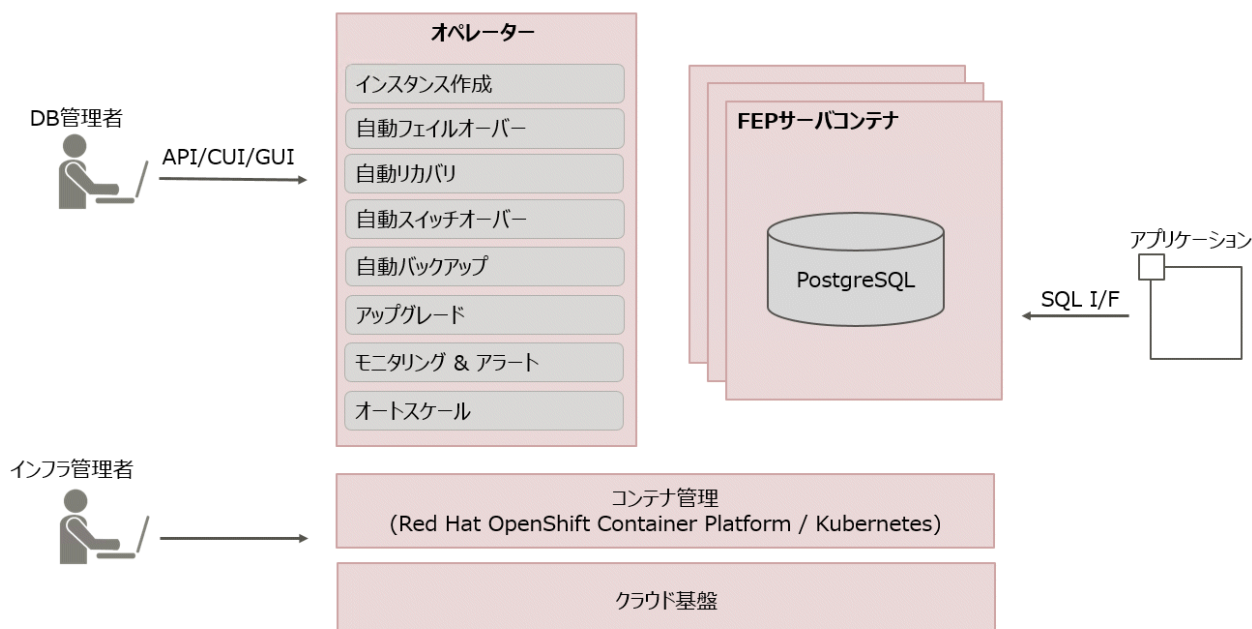 DB管理者
API/CUI/GUI
オペレーター
インスタンス作成
自動フェイルオーバー
自動リカバリ
自動スイッチオーバー
自動バックアップ
アップグレード
モニタリング & アラート
オートスケール
FEPサーバコンテナ
PostgreSQL
アプリケーション
SQL I/F
インフラ管理者
コンテナ管理
(Red Hat OpenShift Container Platform / Kubernetes)
クラウド基盤